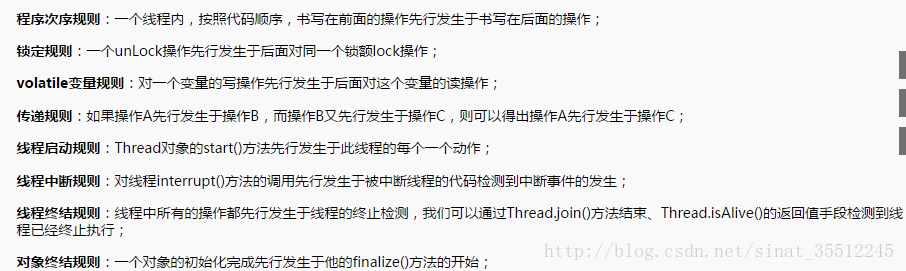 程序次序规则：一个线程内，按照代码顺序，书写在前面的操作先行发生于书写在后面的操作；
锁定规则：一个unLock操作先行发生于后面对同一个锁额lock操作；
volatile变量规则：对一个变量的写操作先行发生于后面对这个变量的读操作；
传递规则：如果操作A先行发生于操作B，而操作B又先行发生于操作C，则可以得出操作A先行发生于操作C；
线程启动规则：Thread对象的start()方法先行发生于此线程的每个一个动作；
线程中断规则：对线程interrupt()方法的调用先行发生于被中断线程的代码检测到中断事件的发生；
线程终结规则：线程中所有的操作都先行发生于线程的终止检测，我们可以通过Thread.join()方法结束、Thread.isAlive()的返回值手段检测到线
程已经终止执行；
对象终结规则：一个对象的初始化完成先行发生于他的finalize()方法的开始；
http://blog.csdn.net/sinat_35512245